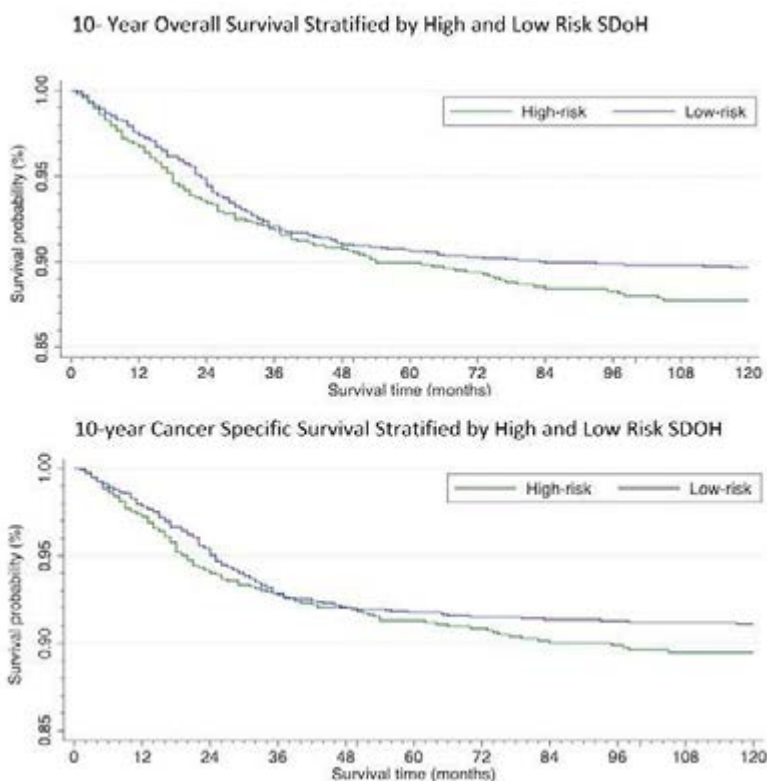 10- Year Overall Survival Stratified by High and Low Risk SDoH
High-risk Low-risk
Survival probability (%)
1.00
0.95
0.90
0.85
0 12 24 36 48 60 72 84 96 108 120
Survival time (months)
10-year Cancer Specific Survival Stratified by High and Low Risk SDOH
High-risk Low-risk
Survival probability (%)
1.00
0.95
0.90
0.85
0 12 24 36 48 60 72 84 96 108 120
Survival time (months)